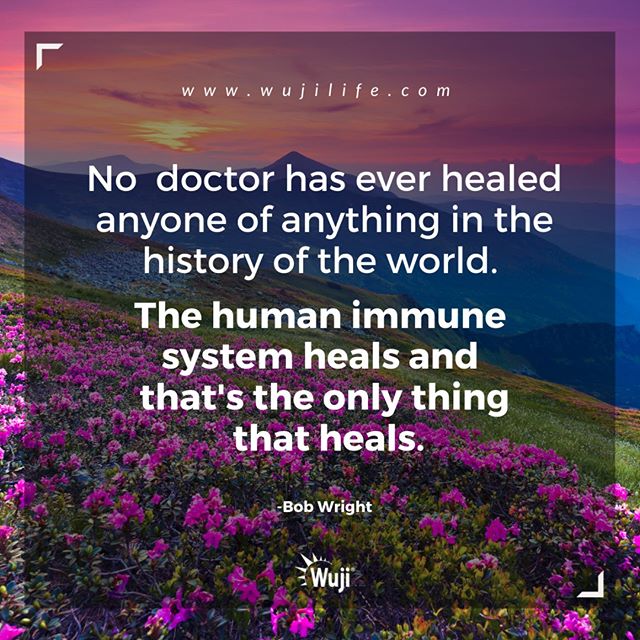 www.wujilife.com
No doctor has ever healed
anyone of anything in the
history of the world.
The human immune
system heals and
that's the only thing
that heals.
-Bob Wright
Wuji